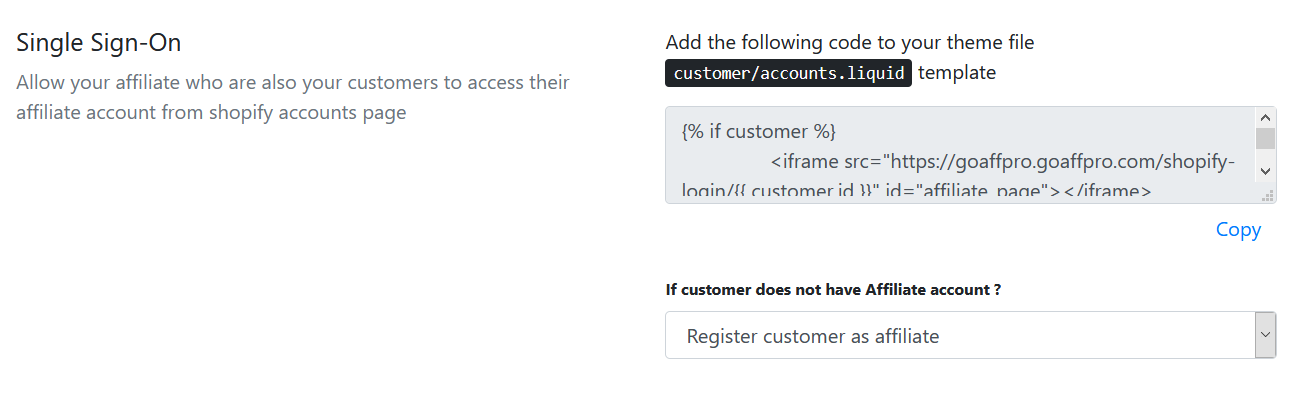 Single Sign-On
Allow your affiliate who are also your customers to access their
affiliate account from shopify accounts page
Add the following code to your theme file
customer/accounts.liquid template
{% if customer %}
<iframe src="https://goaffpro.goaffpro.com/shopify-
login/{{ customer.id }}" id="affiliate_page"></iframe>
Copy
If customer does not have Affiliate account ?
Register customer as affiliate